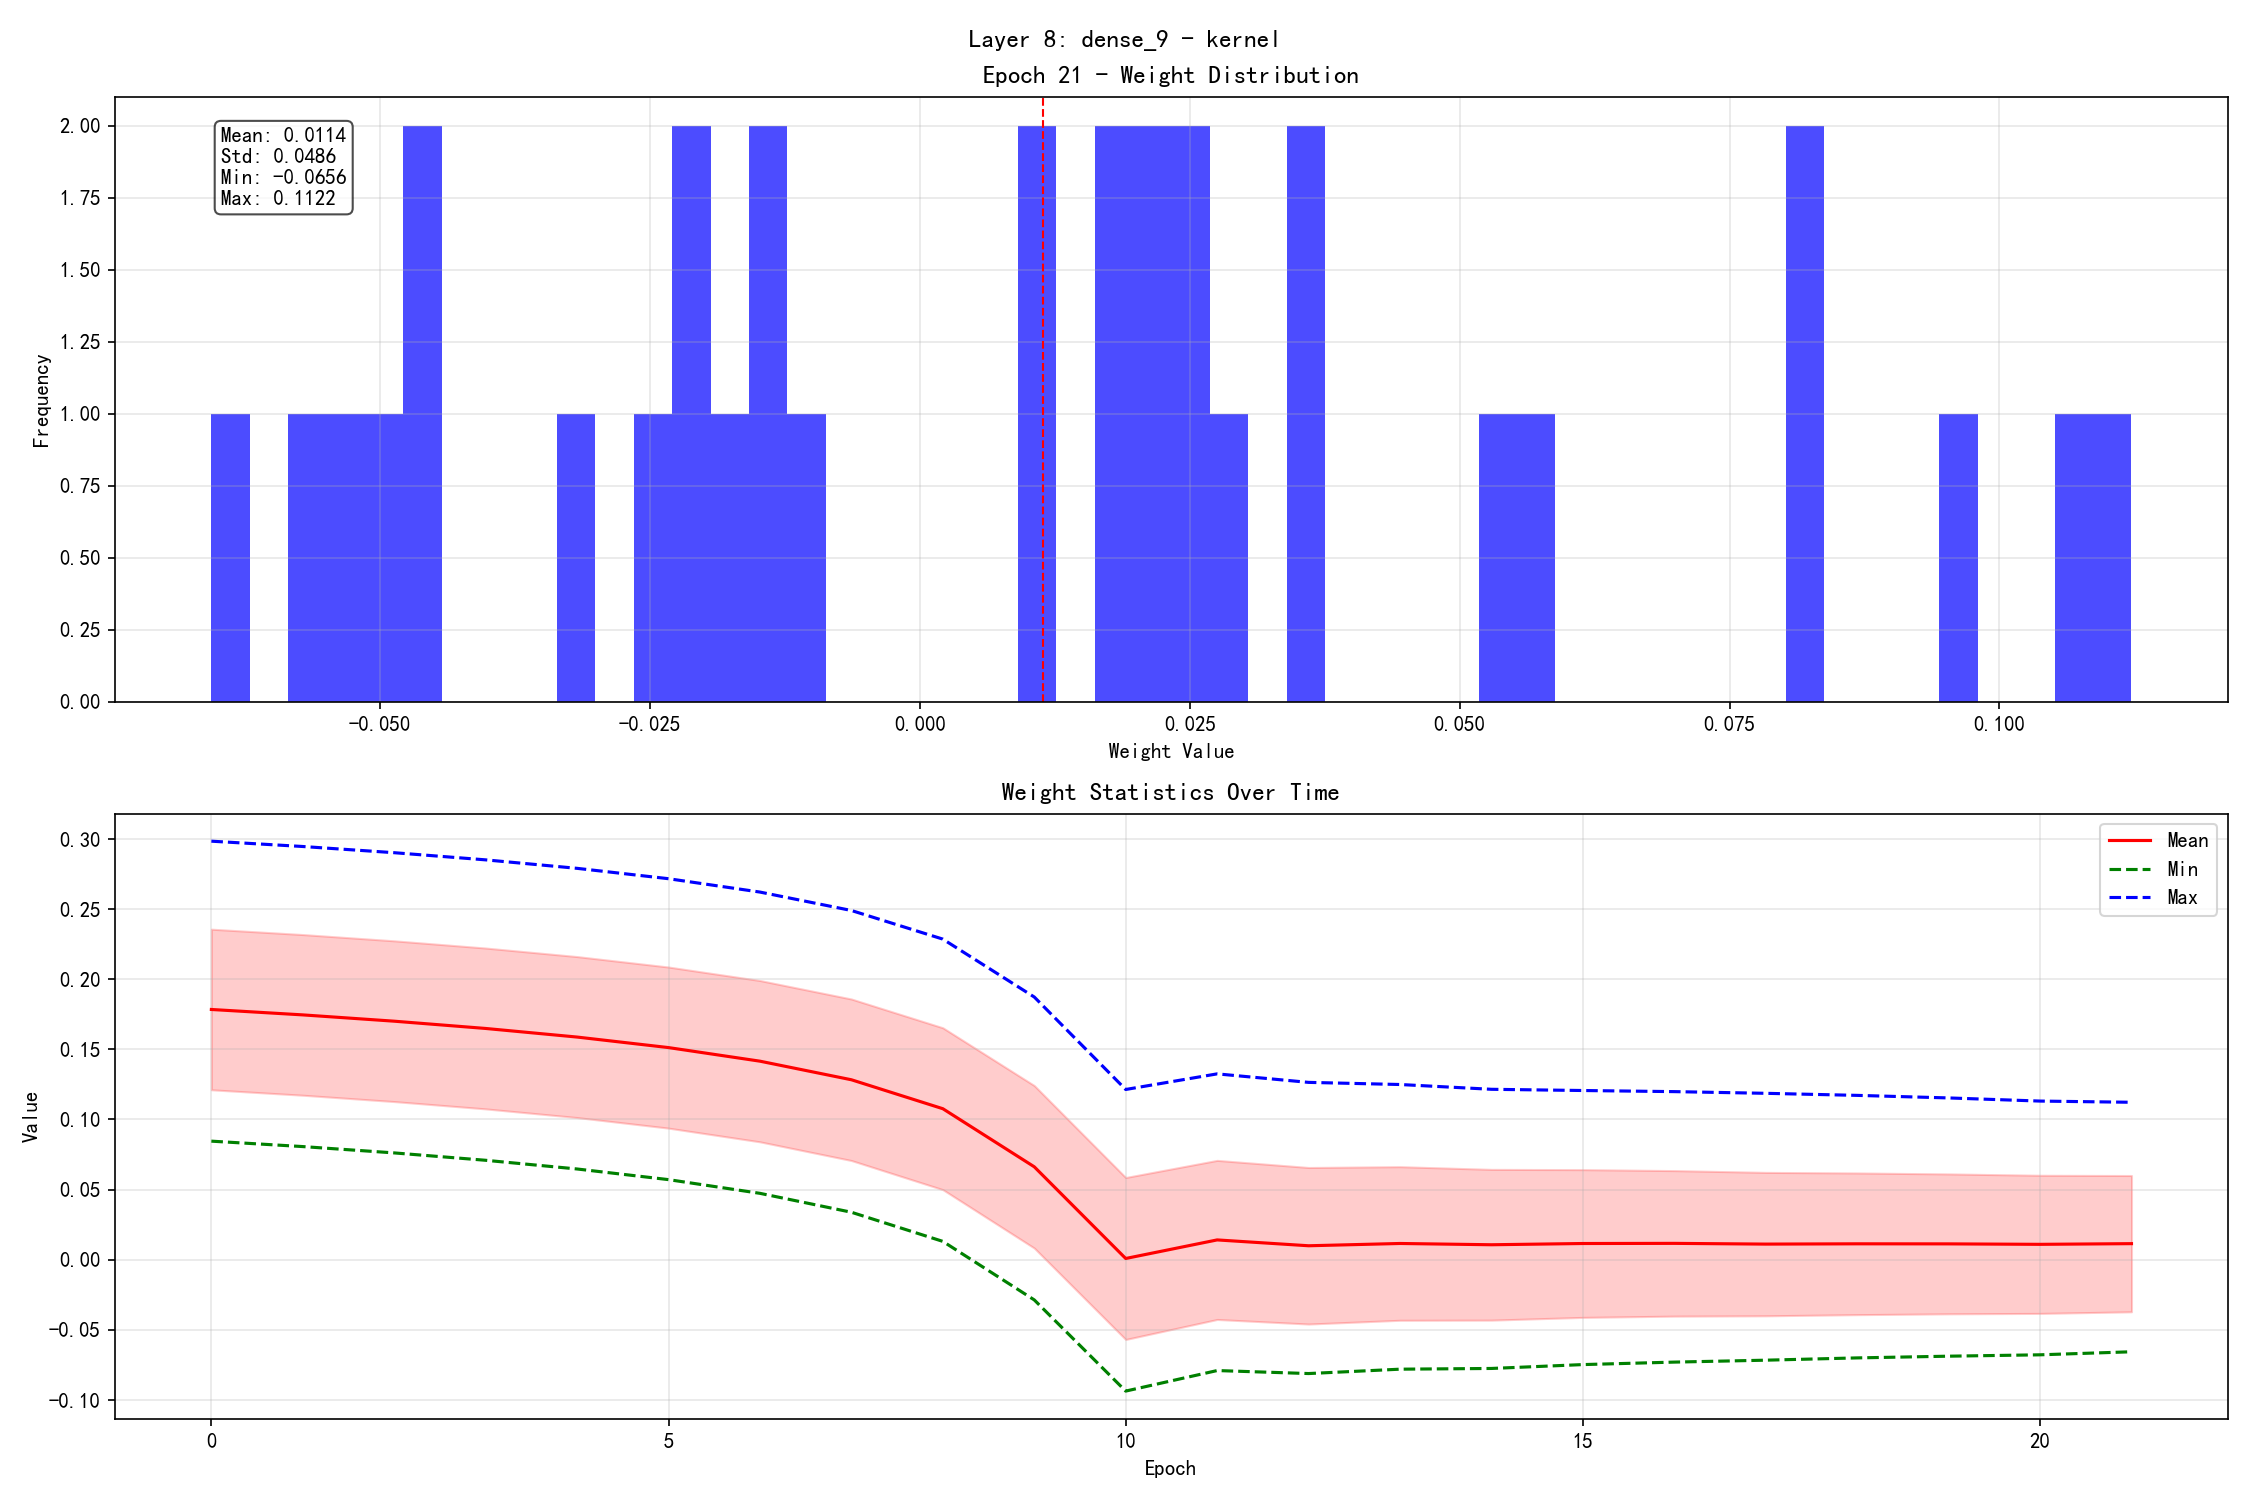 Layer 8: dense_9 - kernel
Epoch 21 - Weight Distribution
Mean: 0.0114
Std: 0.0486
Min: -0.0656
Max: 0.1122
2.00
1.75
1.50
1.25
1.00
0.75
0.50
0.25
0.00
Frequency
-0.050
-0.025
0.000
0.025
0.050
0.075
0.100
Weight Value
Weight Statistics Over Time
Mean
Min
Max
0.30
0.25
0.20
0.15
0.10
0.05
0.00
-0.05
-0.10
Value
0
5
10
15
20
Epoch